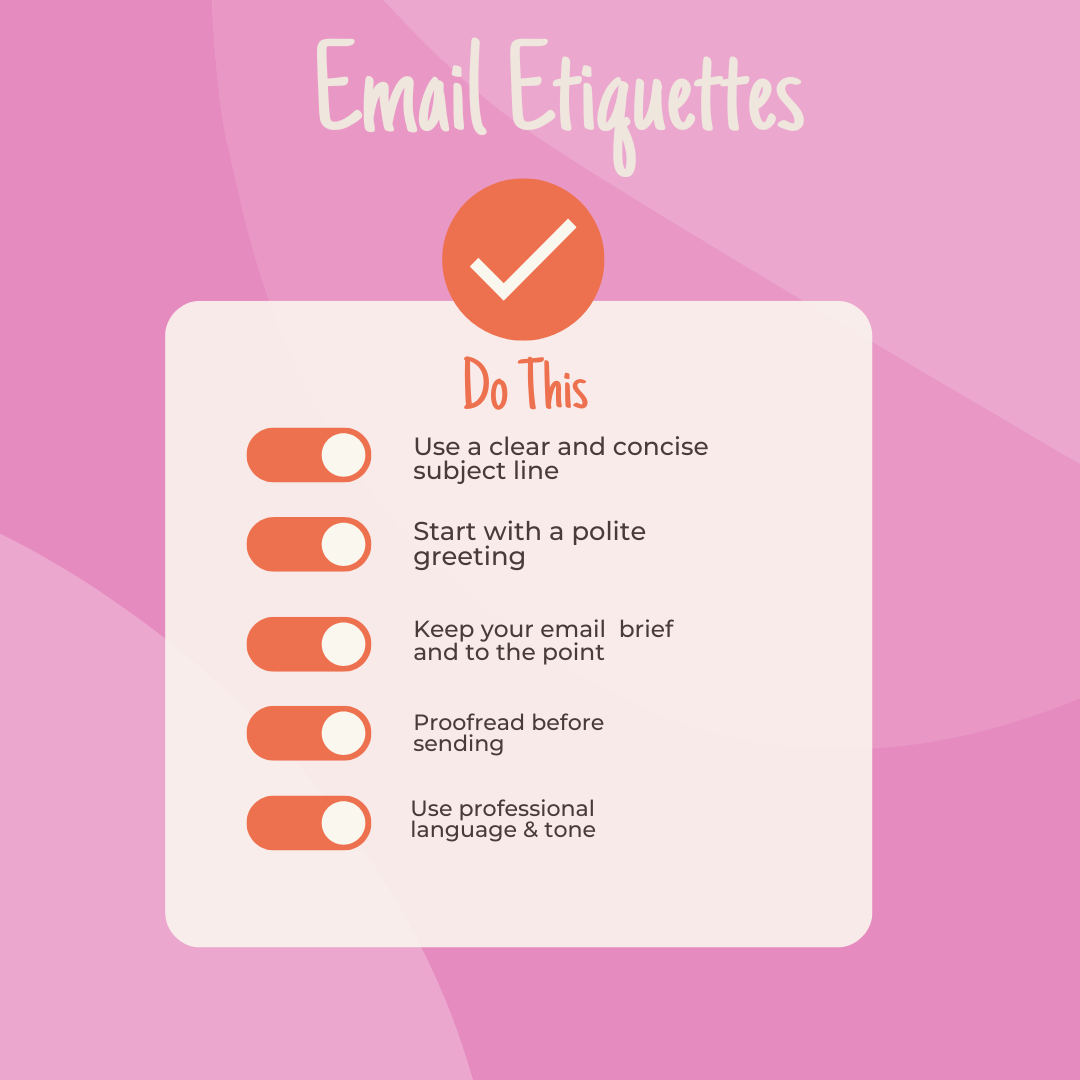 Email Etiquettes
Do This
Use a clear and concise
subject line
Start with a polite
greeting
Keep your email  brief
and to the point
Proofread before
sending
Use professional
language & tone